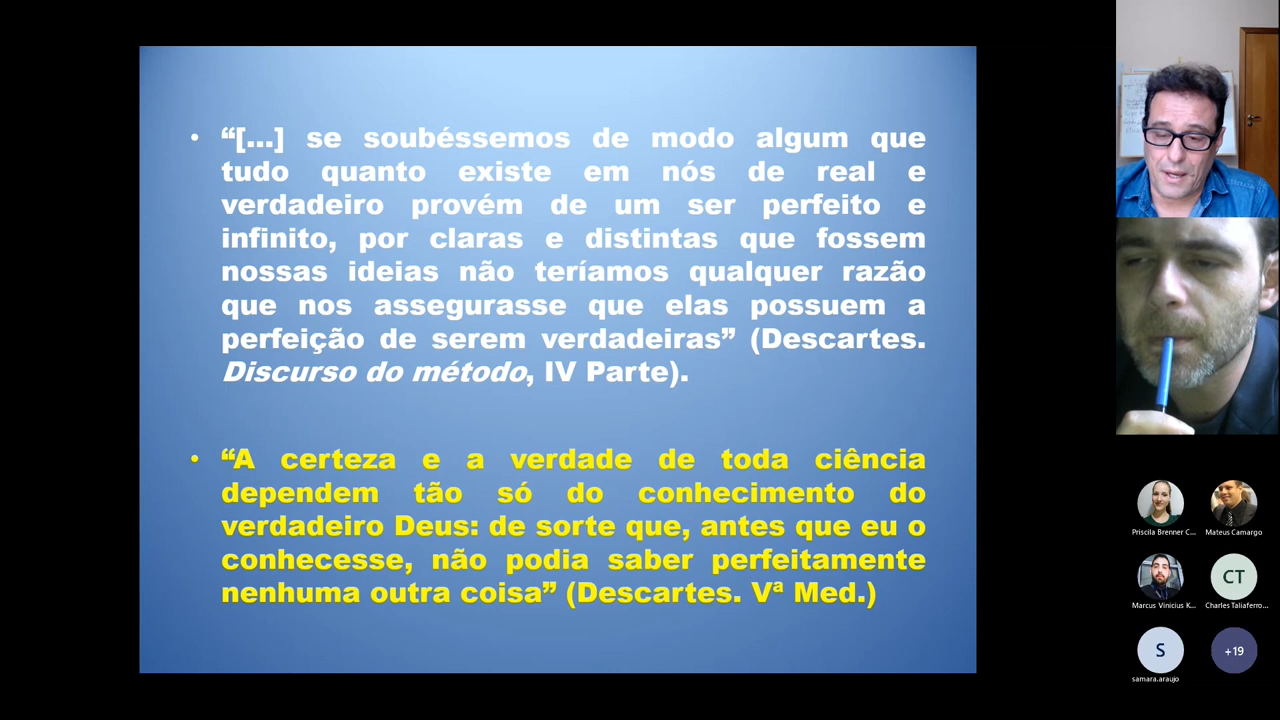 • “[...] se soubéssemos de modo algum que
tudo quanto existe em nós de real e
verdadeiro provém de um ser perfeito e
infinito, por claras e distintas que fossem
nossas ideias não teríamos qualquer razão
que nos assegurasse que elas possuem a
perfeição de serem verdadeiras” (Descartes.
Discurso do método, IV Parte).
• “A certeza e a verdade de toda ciência
dependem tão só do conhecimento do
verdadeiro Deus: de sorte que, antes que eu o
conhecesse, não podia saber perfeitamente
nenhuma outra coisa” (Descartes. Vª Med.)
Priscila Brenner C...
Mateus Camargo
Marcus Vinicius K...
CT
Charles Taliaferro...
S
samara.araujo
+19